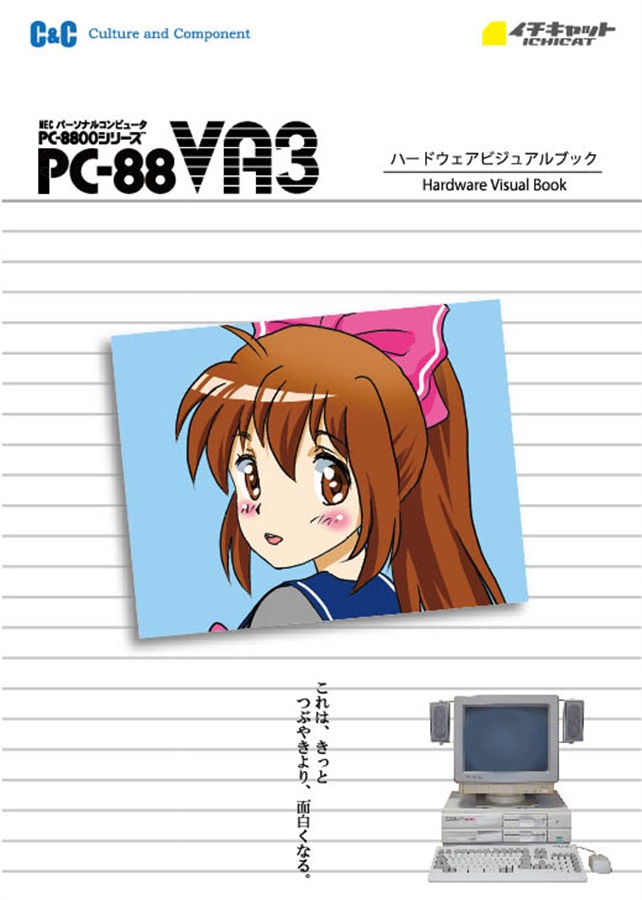 C&C Culture and Component
イチキャット
ICHICAT
NEC パーソナルコンピュータ
PC-8800シリーズ
PC-88VA3
ハードウェアビジュアルブック
Hardware Visual Book
これは、きっと
つぶやきより、面白くなる。